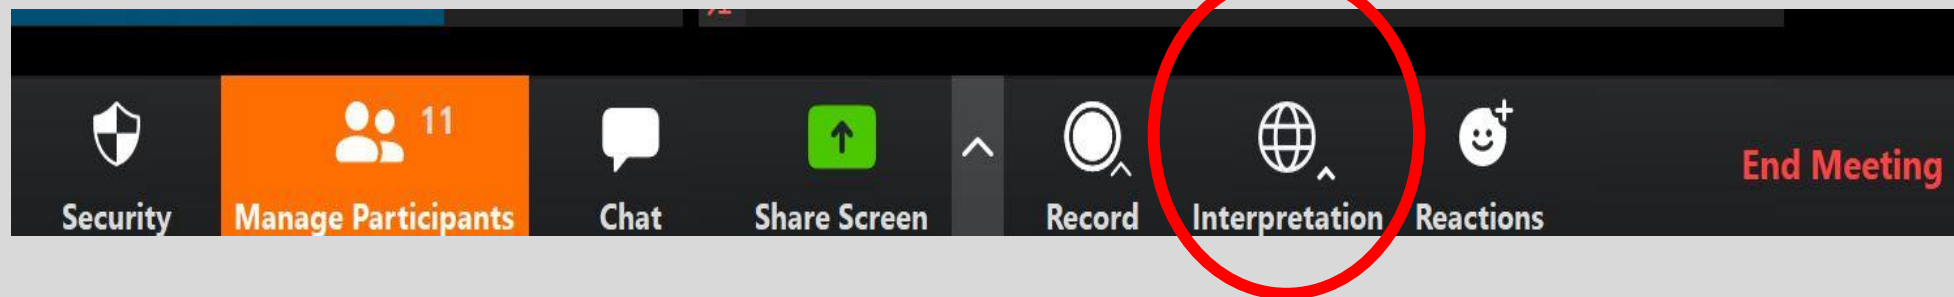 11
Security
Manage Participants
Chat
Share Screen
Record
Interpretation
Reactions
End Meeting